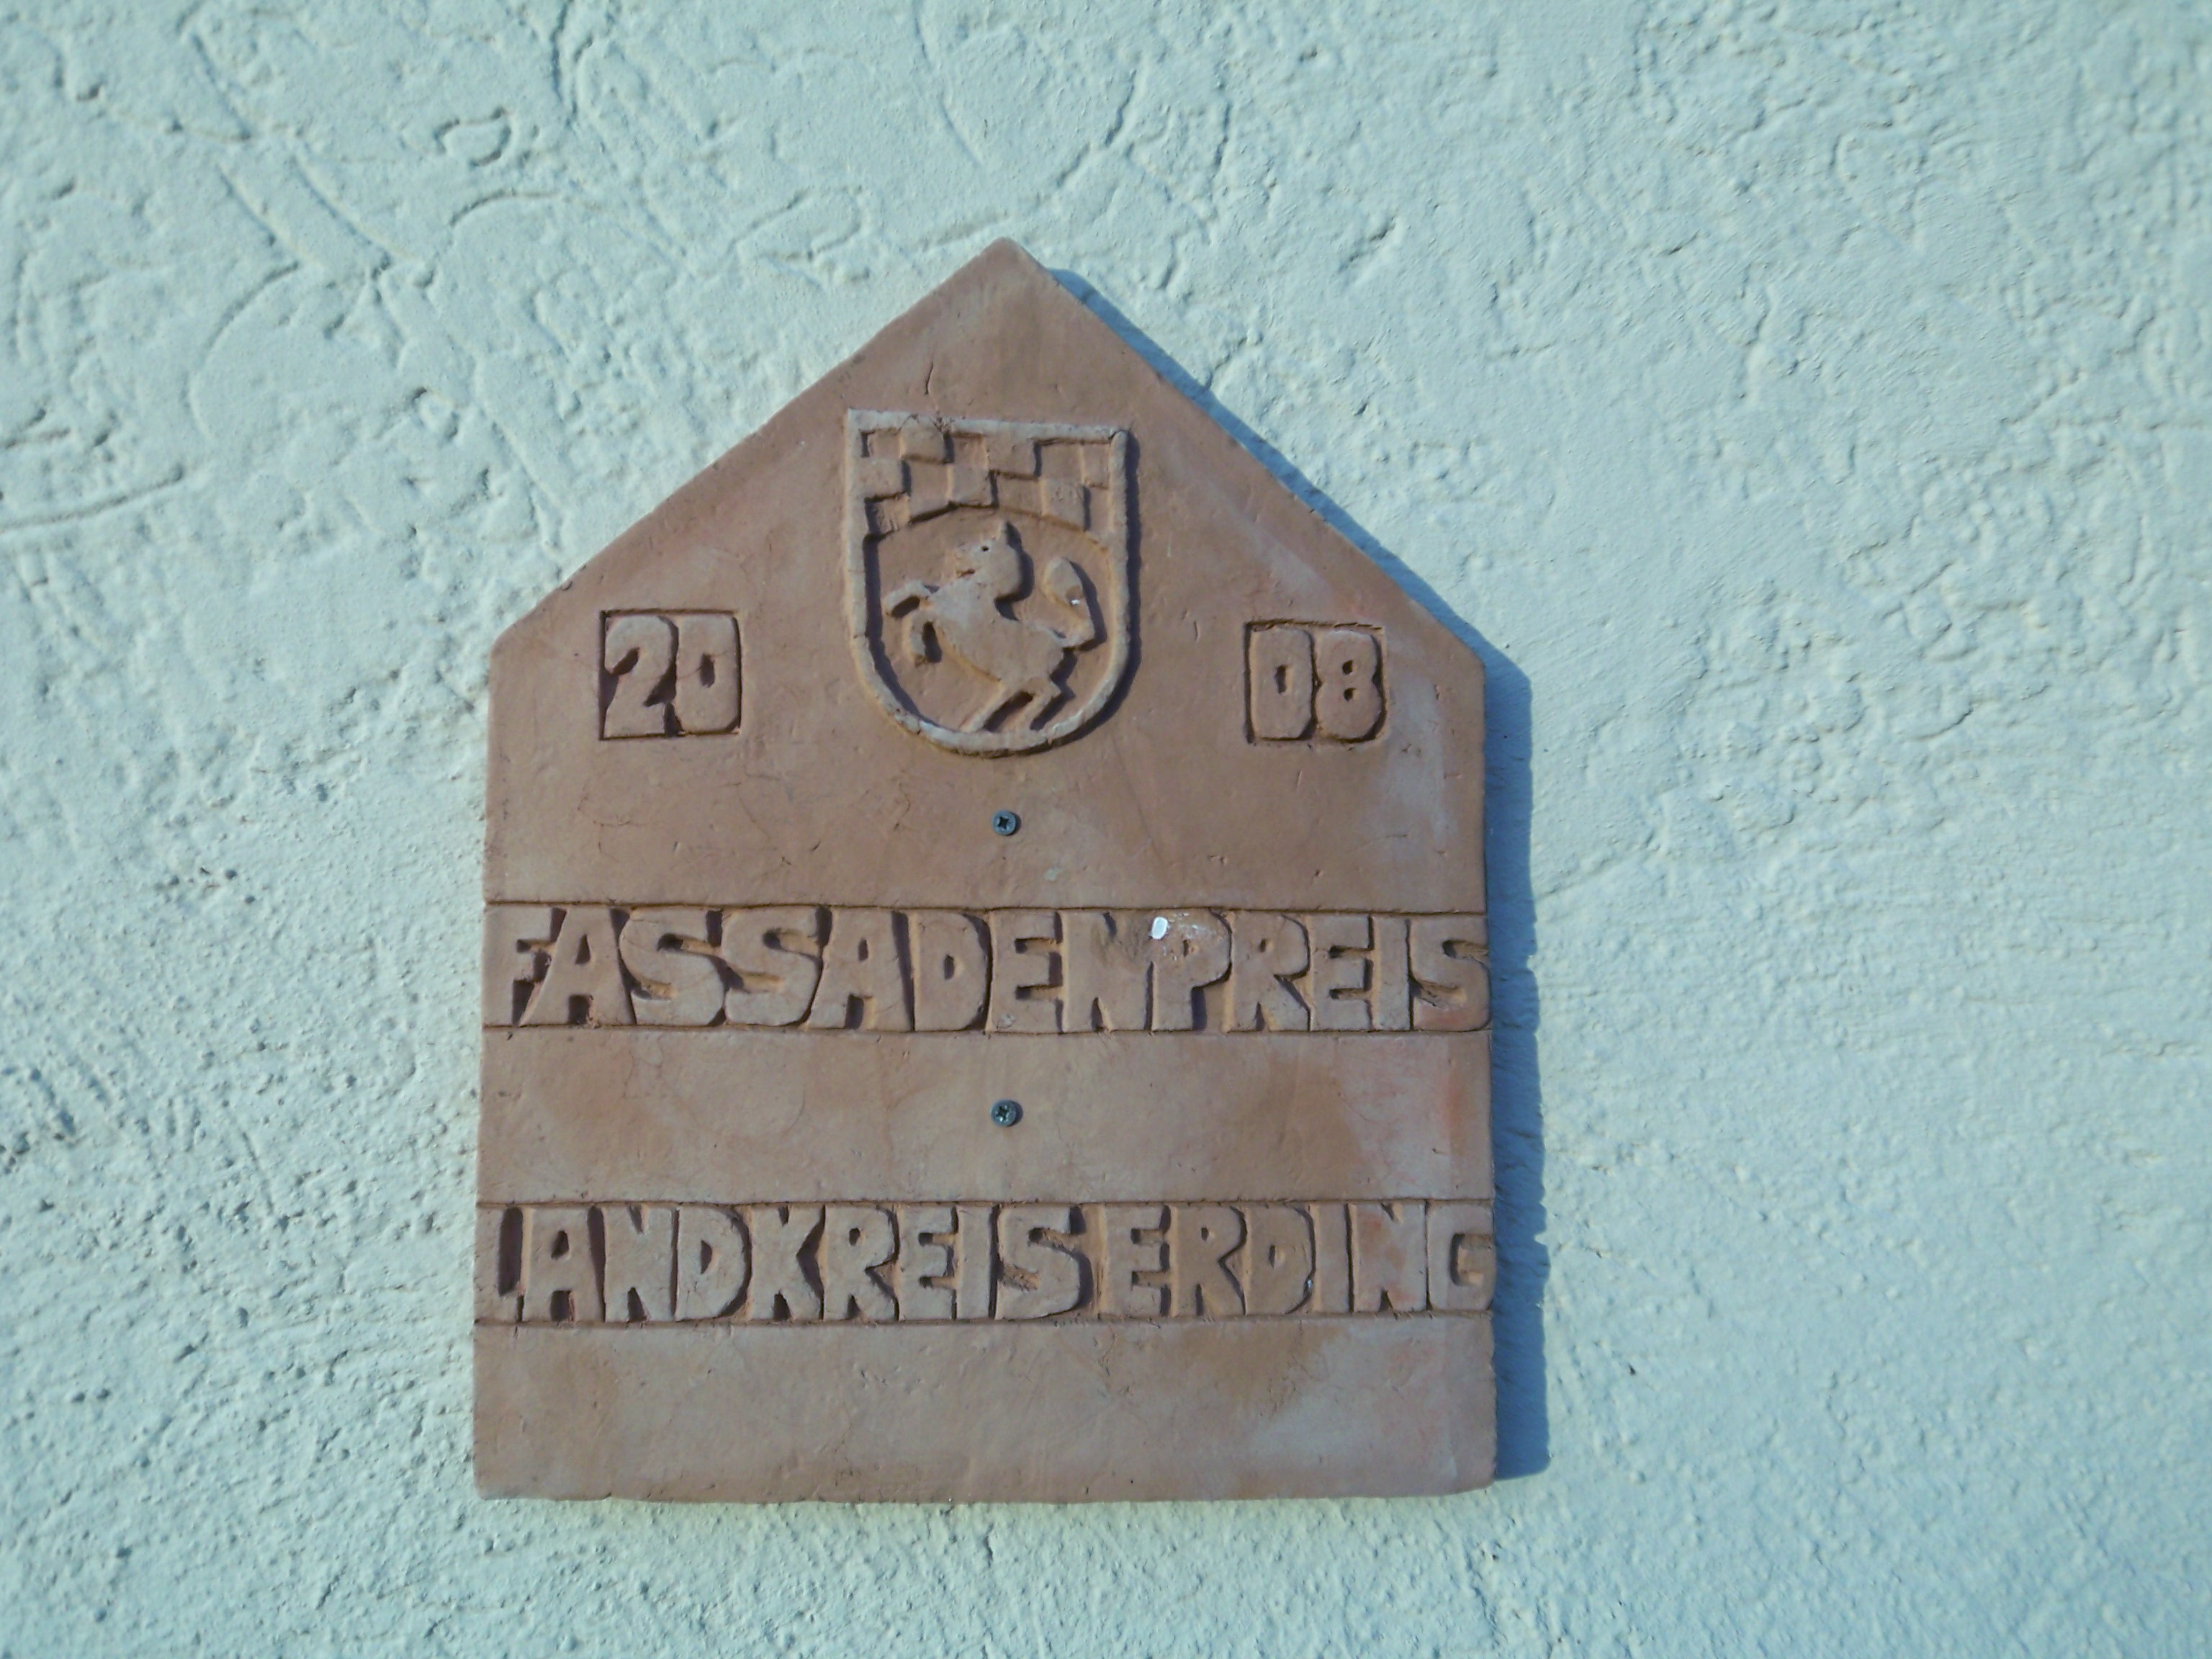 20 08
FASSADENPREIS
LANDKREIS ERDING